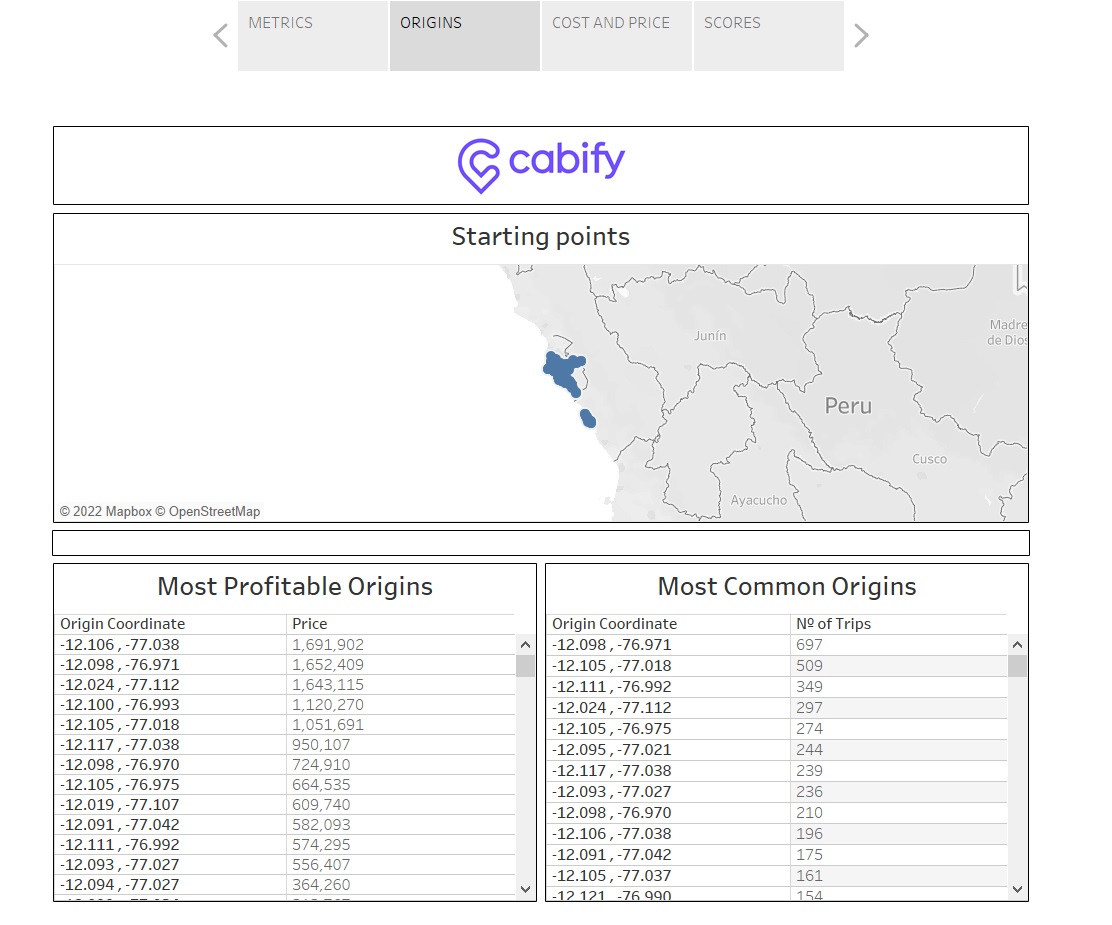 METRICS
ORIGINS
COST AND PRICE
SCORES
cabify
Starting points
Junín
Madre
de Dios
Peru
Cusco
Ayacucho
© 2022 Mapbox © OpenStreetMap
Most Profitable Origins
Origin Coordinate Price
-12.106 , -77.038 1,691,902
-12.098 , -76.971 1,652,409
-12.024 , -77.112 1,643,115
-12.100 , -76.993 1,120,270
-12.105 , -77.018 1,051,691
-12.117 , -77.038 950,107
-12.098 , -76.970 724,910
-12.105 , -76.975 664,535
-12.019 , -77.107 609,740
-12.091 , -77.042 582,093
-12.111 , -76.992 574,295
-12.093 , -77.027 556,407
-12.094 , -77.027 364,260
Most Common Origins
Origin Coordinate Nº of Trips
-12.098 , -76.971 697
-12.105 , -77.018 509
-12.111 , -76.992 349
-12.024 , -77.112 297
-12.105 , -76.975 274
-12.095 , -77.021 244
-12.117 , -77.038 239
-12.093 , -77.027 236
-12.098 , -76.970 210
-12.106 , -77.038 196
-12.091 , -77.042 175
-12.105 , -77.037 161
-12.121 , -76.990 154